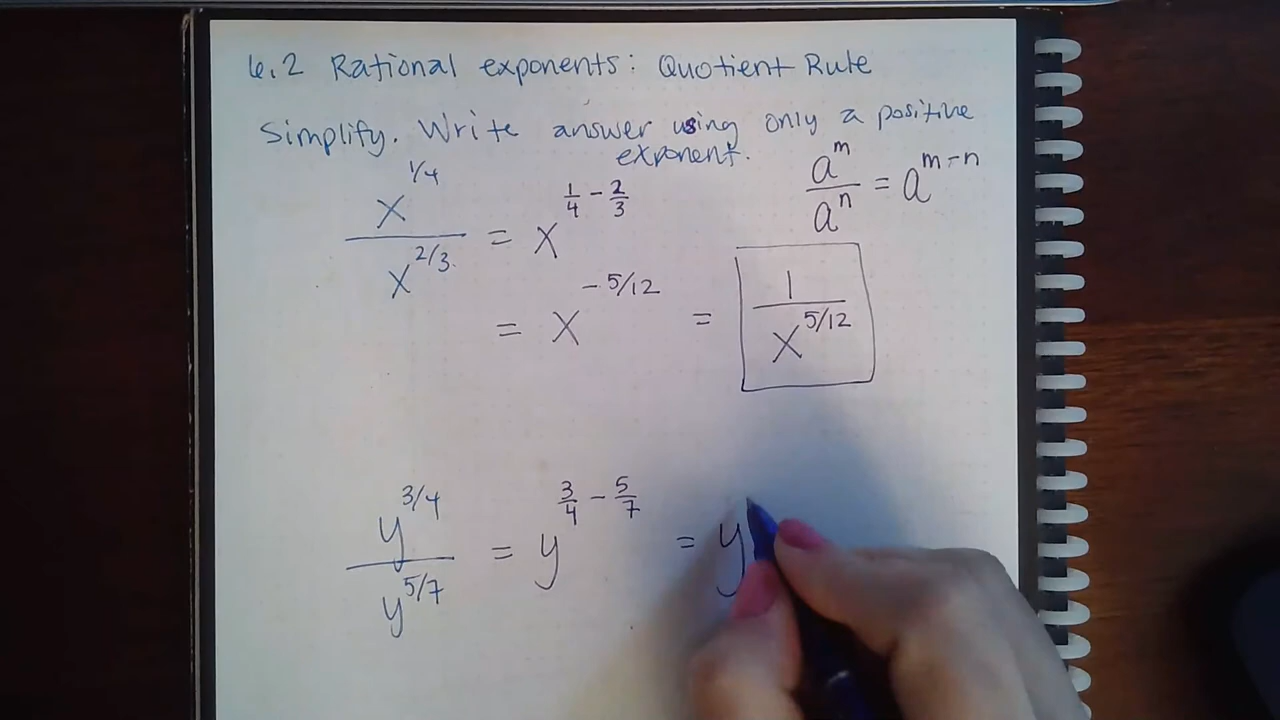 6.2 Rational exponents: Quotient Rule
Simplify. Write answer using only a positive
exponent.
x^{1/4} / x^{2/3} = x^{1/4 - 2/3}
a^m / a^n = a^{m-n}
= x^{-5/12} = 1 / x^{5/12}
y^{3/4} / y^{5/7} = y^{3/4 - 5/7} = y